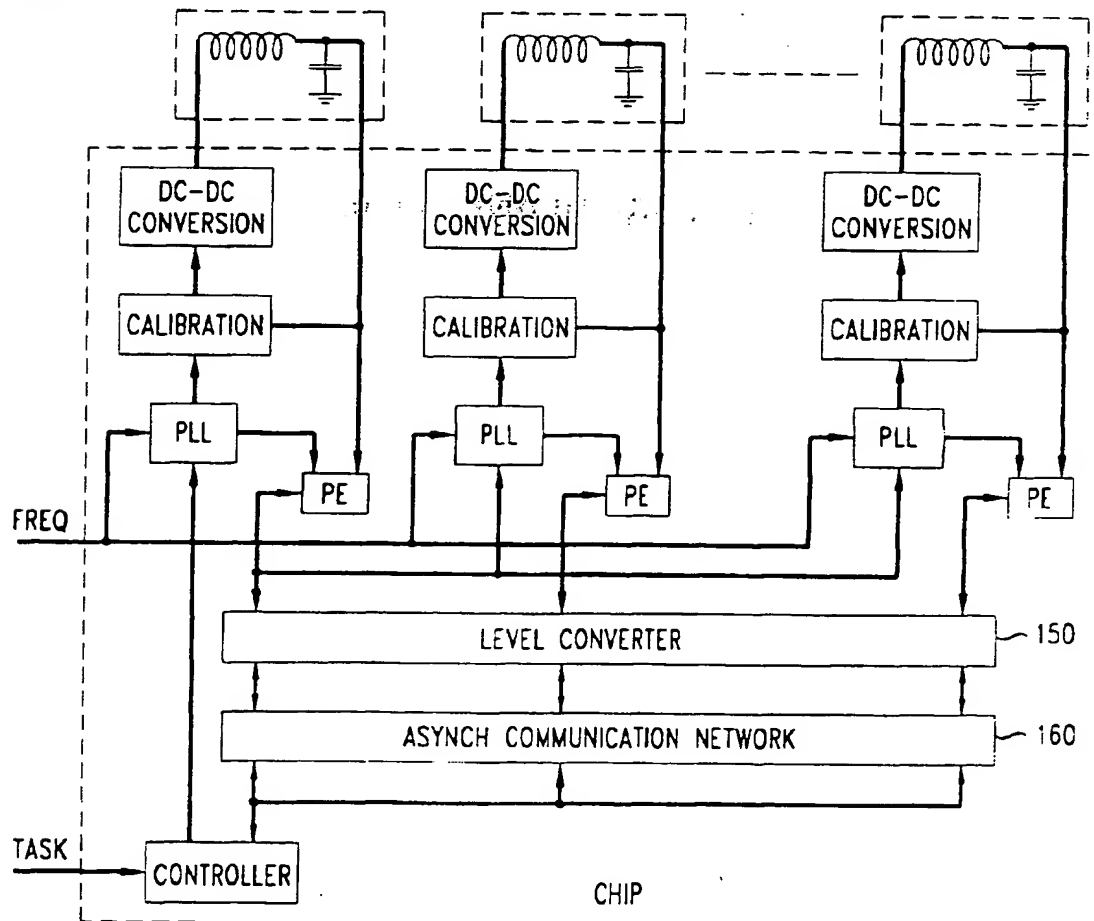 DC-DC
CONVERSION
DC-DC
CONVERSION
DC-DC
CONVERSION
CALIBRATION
CALIBRATION
CALIBRATION
PLL
PLL
PLL
PE
PE
PE
FREQ
LEVEL CONVERTER
150
ASYNCH COMMUNICATION NETWORK
160
TASK
CONTROLLER
CHIP